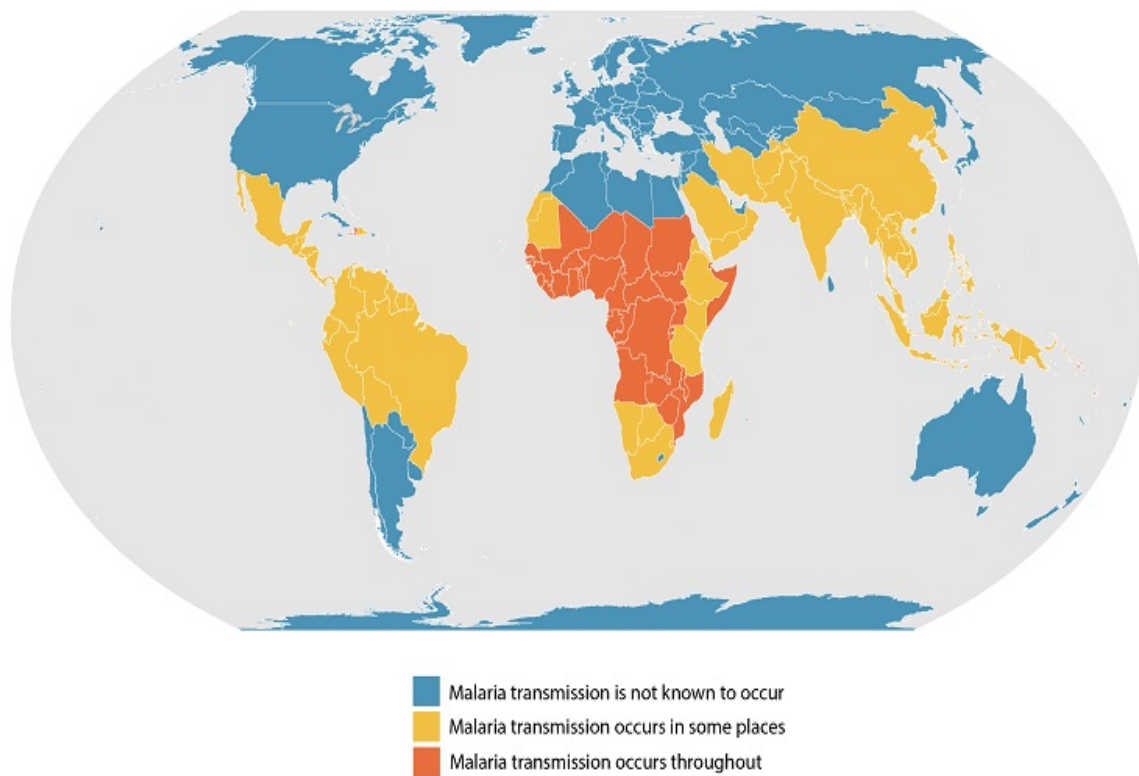 Malaria transmission is not known to occur
Malaria transmission occurs in some places
Malaria transmission occurs throughout